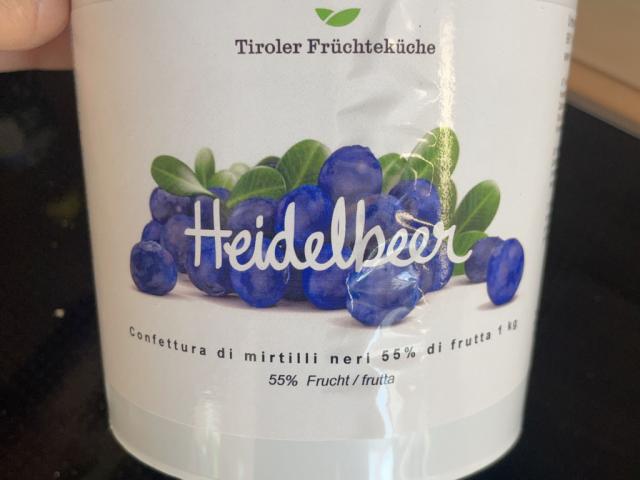 Tiroler Früchteküche
Heidelbeer
Confettura di mirtilli neri 55% di frutta 1 kg
55% Frucht / frutta